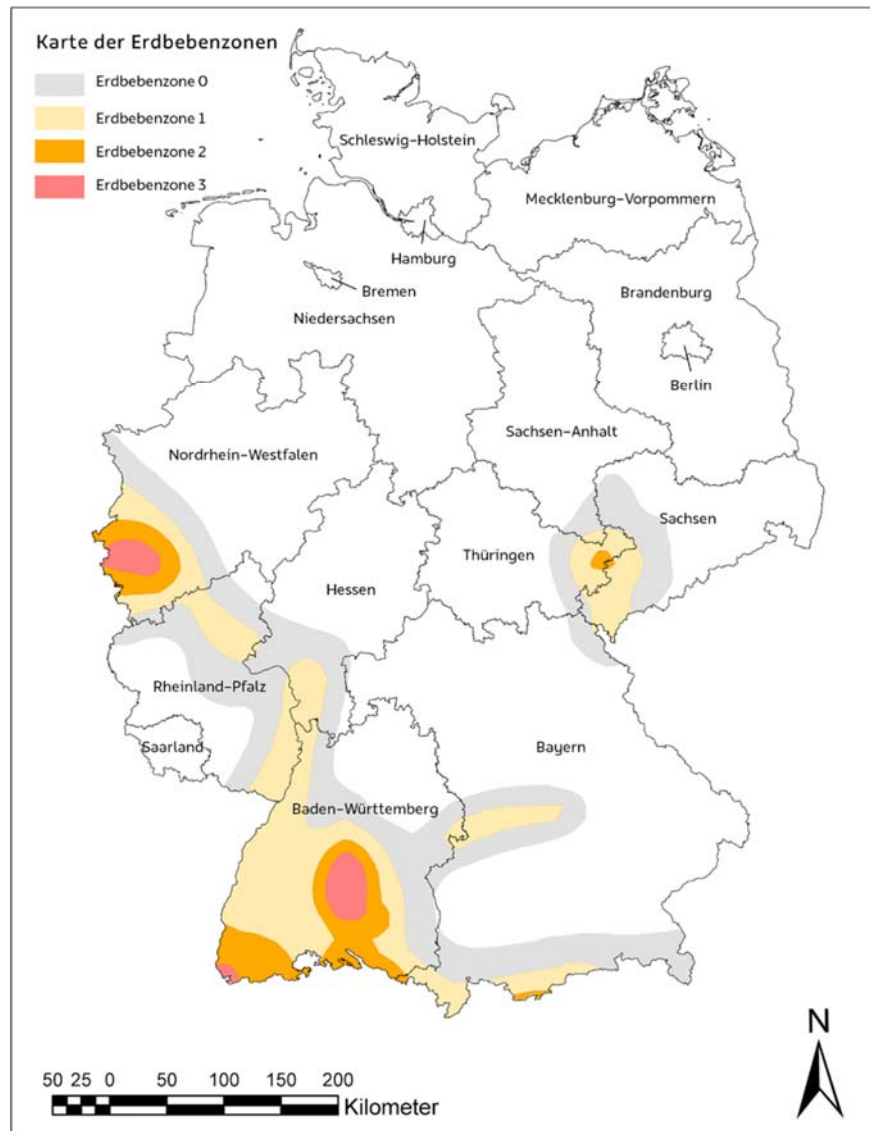 Karte der Erdbebenzonen
Erdbebenzone 0
Erdbebenzone 1
Erdbebenzone 2
Erdbebenzone 3
Schleswig-Holstein
Mecklenburg-Vorpommern
Hamburg
Bremen
Niedersachsen
Brandenburg
Berlin
Sachsen-Anhalt
Nordrhein-Westfalen
Sachsen
Thüringen
Hessen
Rheinland-Pfalz
Saarland
Bayern
Baden-Württemberg
N
50 25 0 50 100 150 200
Kilometer